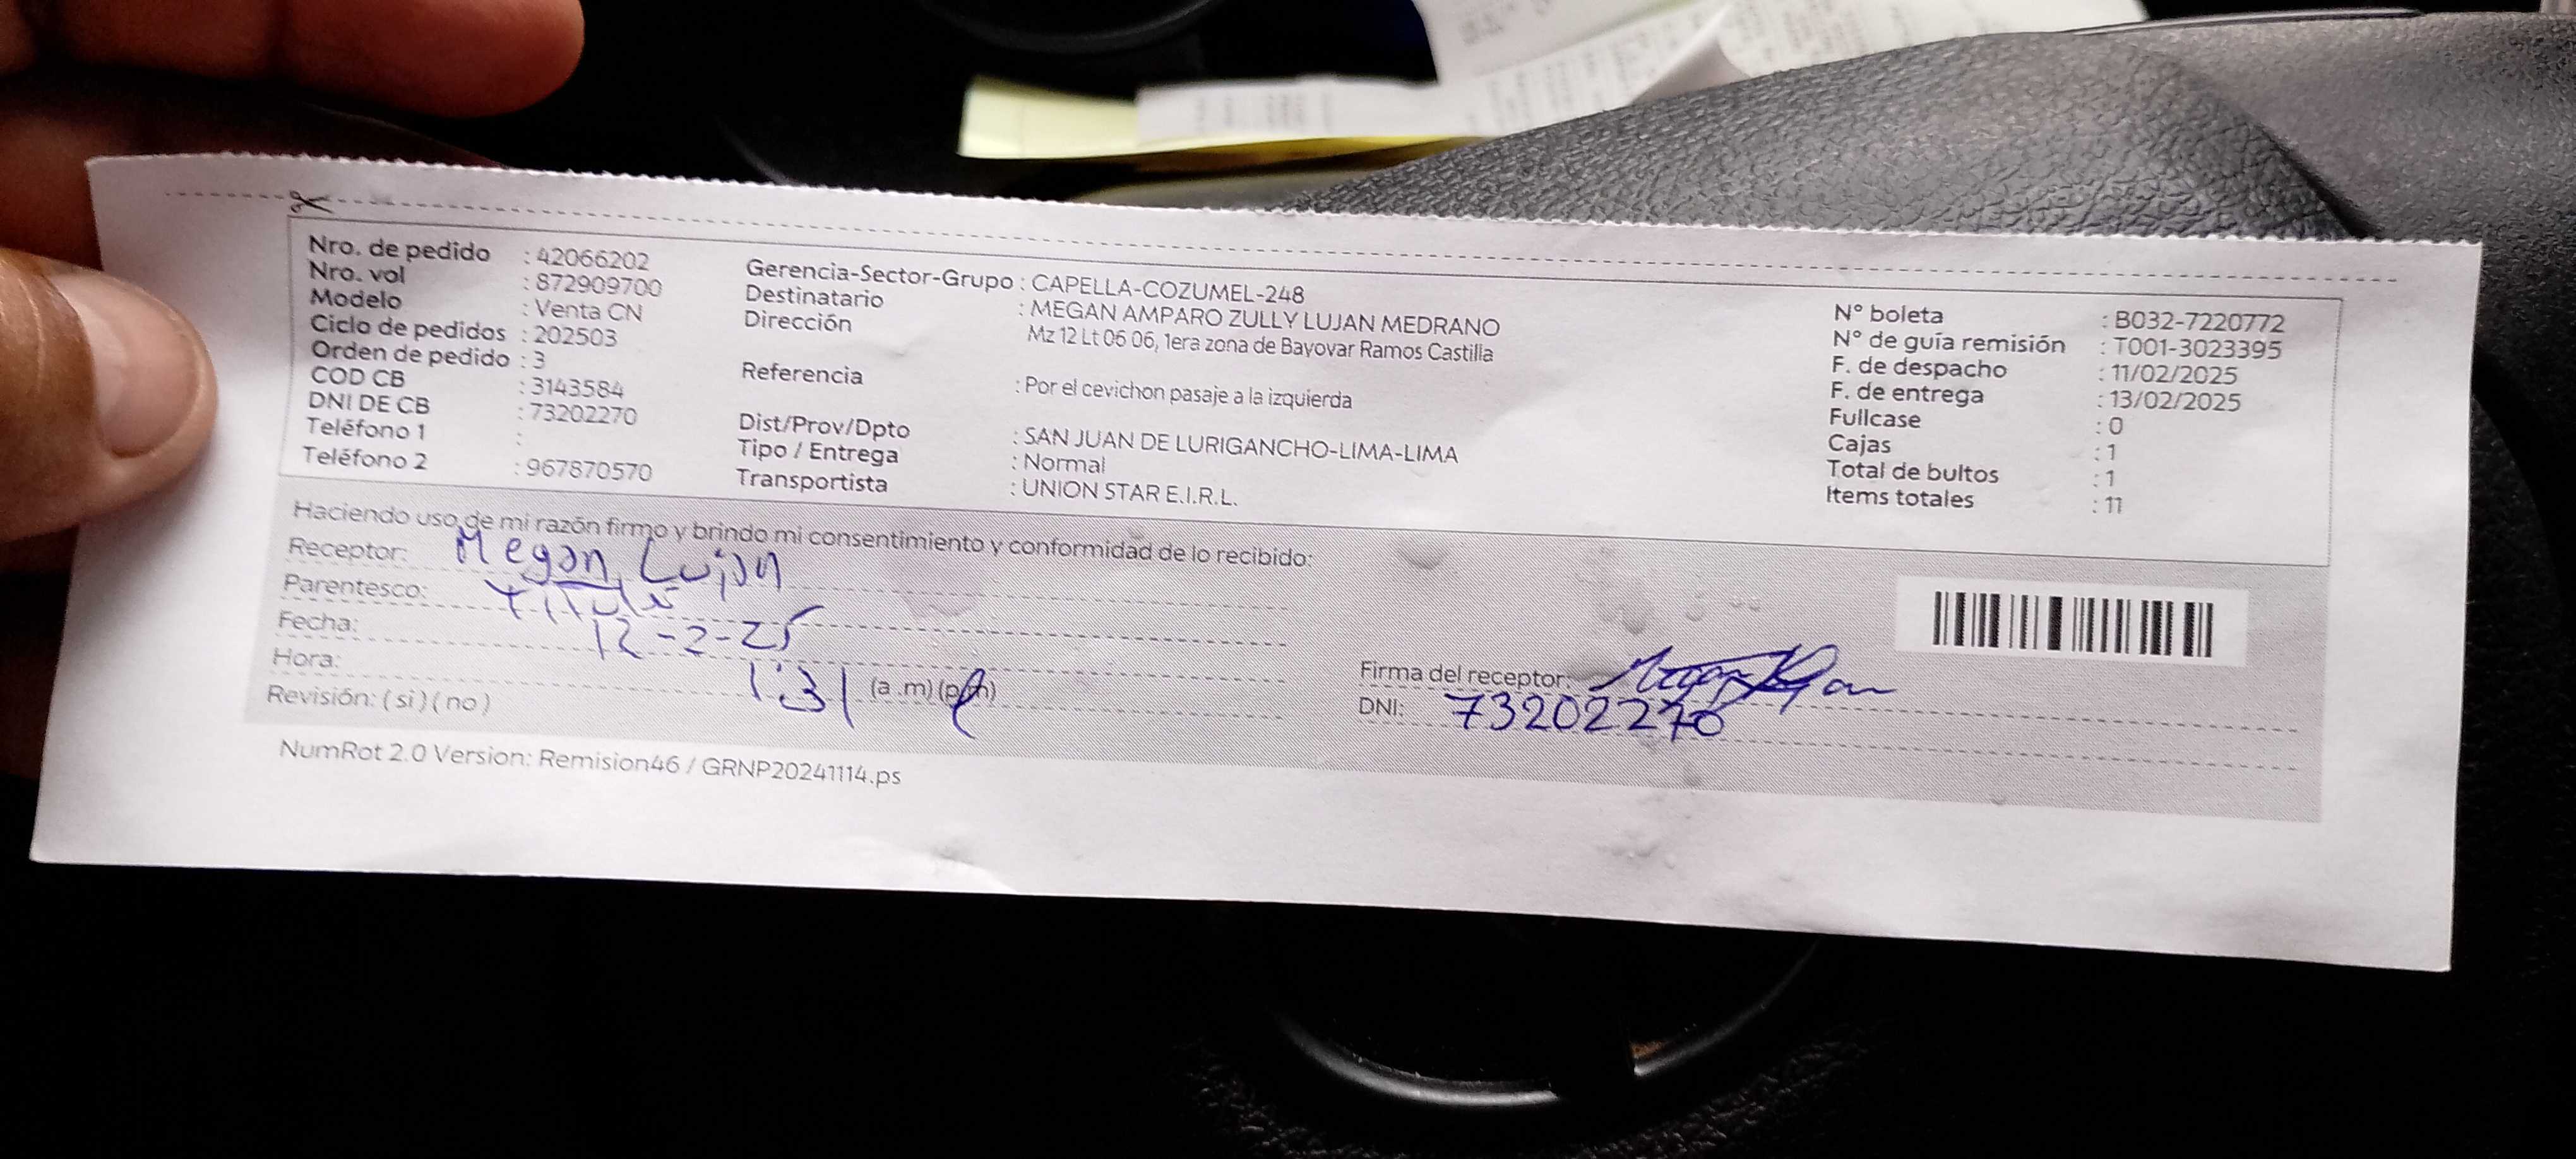 Nro. de pedido : 42066202
Nro. vol : 872909700
Modelo : Venta CN
Ciclo de pedidos : 202503
Orden de pedido : 3
COD CB : 3143584
DNI DE CB : 73202270
Teléfono 1 :
Teléfono 2 : 967870570
Gerencia-Sector-Grupo : CAPELLA-COZUMEL-248
Destinatario : MEGAN AMPARO ZULLY LUJAN MEDRANO
Dirección Mz 12 Lt 06 06, 1era zona de Bayovar Ramos Castilla
Referencia : Por el cevichon pasaje a la izquierda
Dist/Prov/Dpto : SAN JUAN DE LURIGANCHO-LIMA-LIMA
Tipo / Entrega : Normal
Transportista : UNION STAR E.I.R.L.
N° boleta : B032-7220772
N° de guía remisión : T001-3023395
F. de despacho : 11/02/2025
F. de entrega : 13/02/2025
Fullcase : 0
Cajas : 1
Total de bultos : 1
Items totales : 11
Haciendo uso de mi razón firmo y brindo mi consentimiento y conformidad de lo recibido:
Receptor: Megan Lujan
Parentesco:
Fecha: 12-2-25
Hora: 1:31 (a .m) (p.m)
Revisión: ( si ) ( no )
Firma del receptor:
DNI: 73202270
NumRot 2.0 Version: Remision46 / GRNP20241114.ps